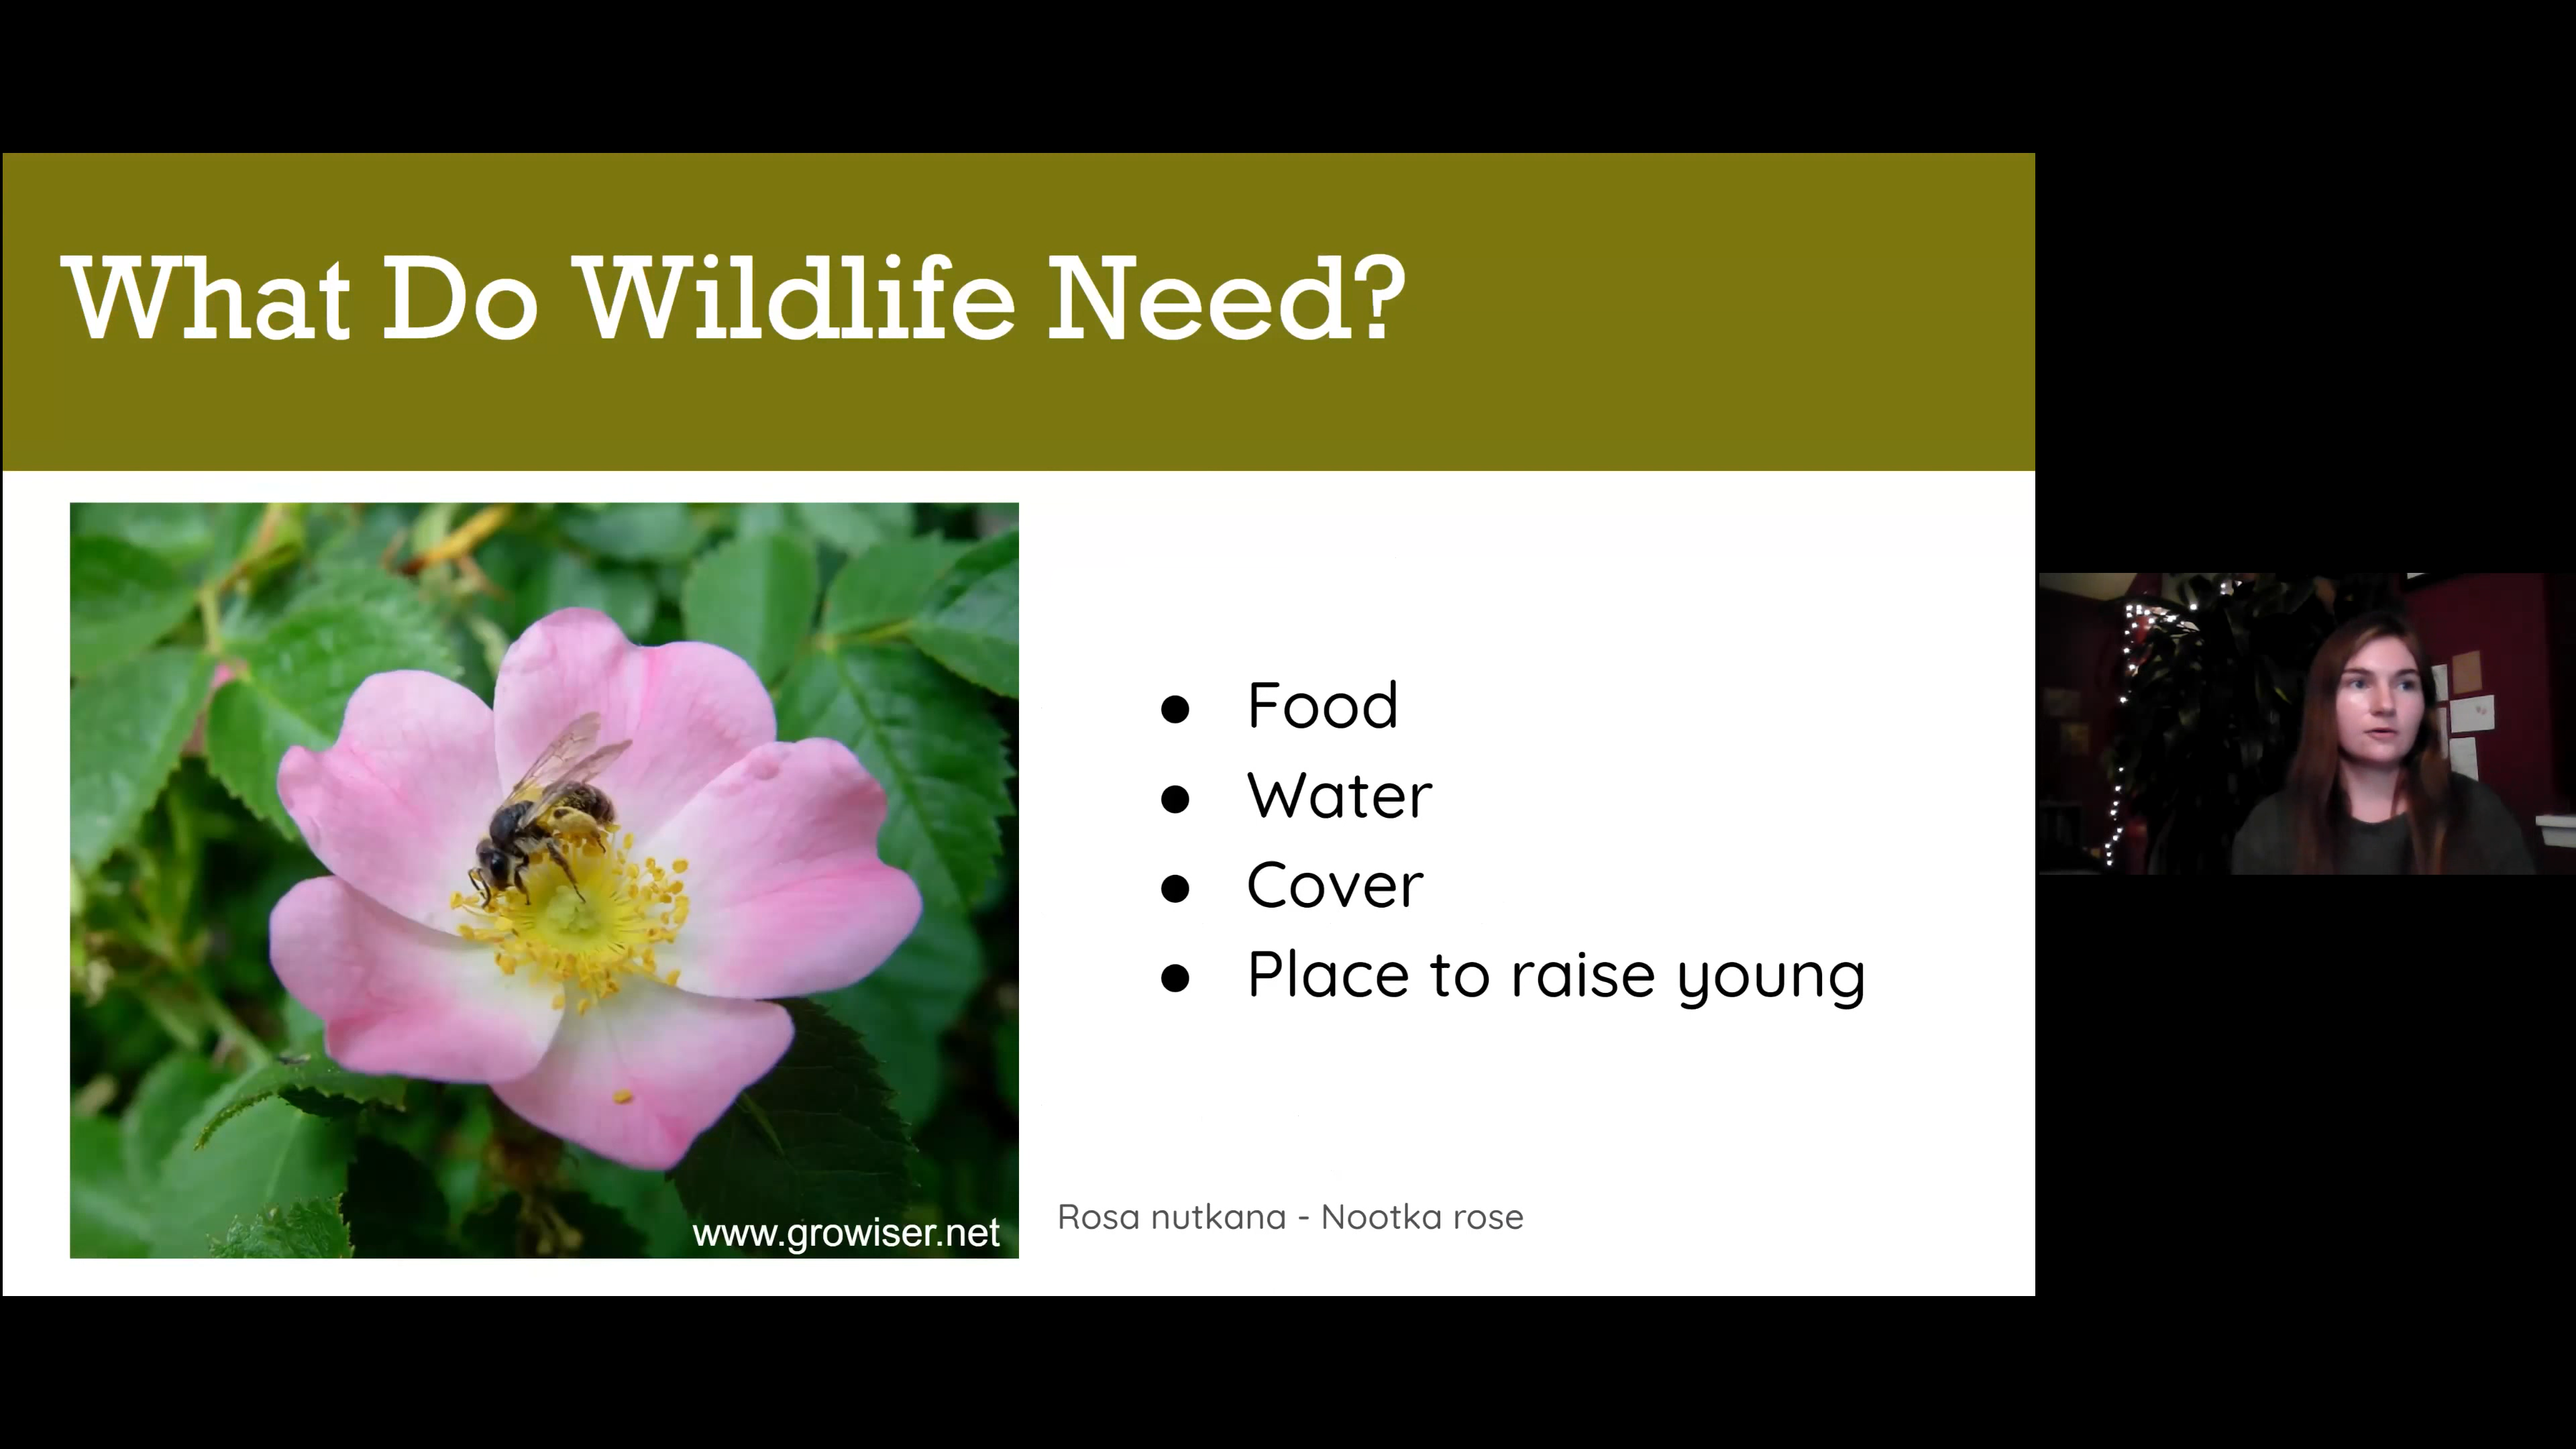 What Do Wildlife Need?
● Food
● Water
● Cover
● Place to raise young
www.growiser.net
Rosa nutkana - Nootka rose